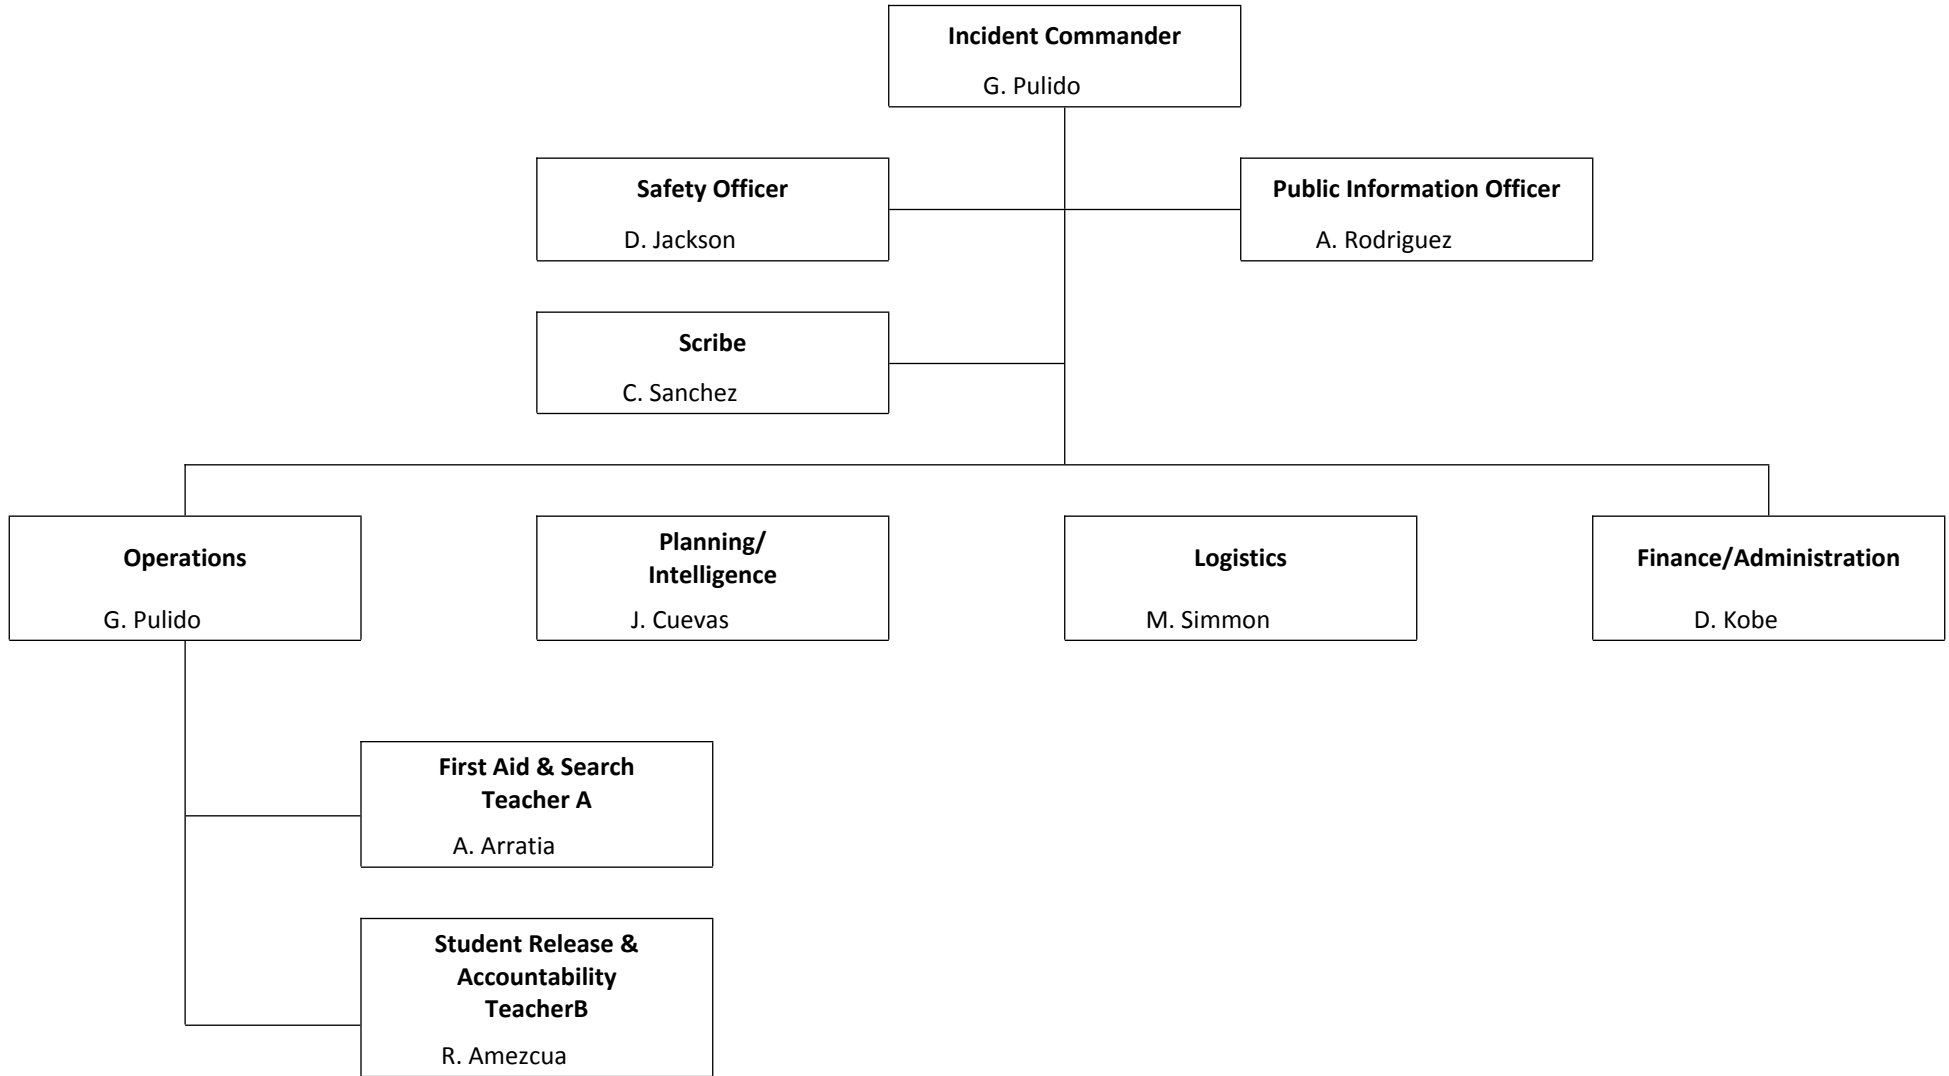 Incident Commander
G. Pulido
Safety Officer
D. Jackson
Public Information Officer
A. Rodriguez
Scribe
C. Sanchez
Operations
G. Pulido
Planning/
Intelligence
J. Cuevas
Logistics
M. Simmon
Finance/Administration
D. Kobe
First Aid & Search
Teacher A
A. Arratia
Student Release &
Accountability
TeacherB
R. Amezcua